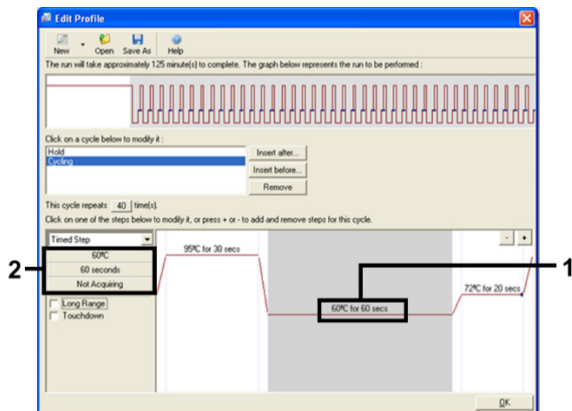 Edit Profile
New Open Save As Help
The run will take approximately 125 minute(s) to complete. The graph below represents the run to be performed :
Click on a cycle below to modify it :
Hold
Cycling
Insert after...
Insert before...
Remove
This cycle repeats 40 time(s).
Click on one of the steps below to modify it, or press + or - to add and remove steps for this cycle.
Timed Step
- +
60ºC
60 seconds
Not Acquiring
Long Range
Touchdown
95ºC for 30 secs
60ºC for 60 secs
72ºC for 20 secs
1
2
OK